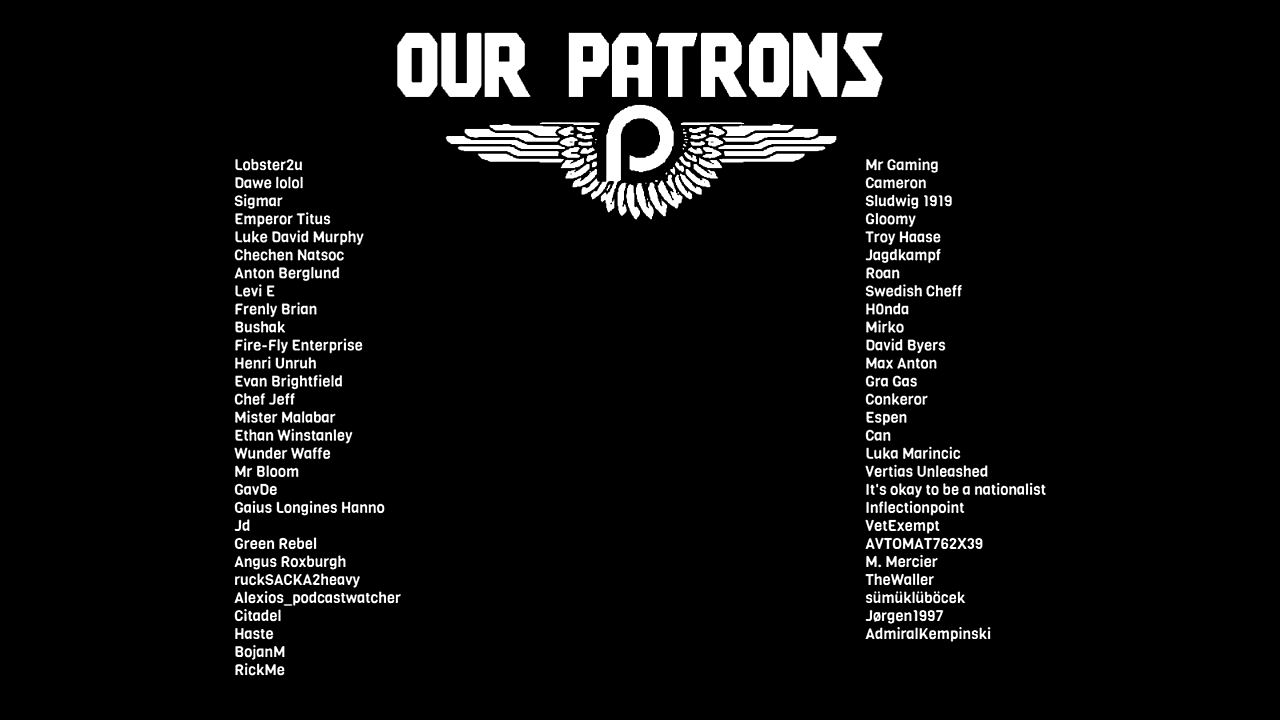 OUR PATRONS
Lobster2u
Dawe lolol
Sigmar
Emperor Titus
Luke David Murphy
Chechen Natsoc
Anton Berglund
Levi E
Frenly Brian
Bushak
Fire-Fly Enterprise
Henri Unruh
Evan Brightfield
Chef Jeff
Mister Malabar
Ethan Winstanley
Wunder Waffe
Mr Bloom
GavDe
Gaius Longines Hanno
Jd
Green Rebel
Angus Roxburgh
ruckSACKA2heavy
Alexios_podcastwatcher
Citadel
Haste
BojanM
RickMe
Mr Gaming
Cameron
Sludwig 1919
Gloomy
Troy Haase
Jagdkampf
Roan
Swedish Cheff
H0nda
Mirko
David Byers
Max Anton
Gra Gas
Conkeror
Espen
Can
Luka Marincic
Vertias Unleashed
It's okay to be a nationalist
Inflectionpoint
VetExempt
AVTOMAT762X39
M. Mercier
TheWaller
sümüklüböcek
Jørgen1997
AdmiralKempinski